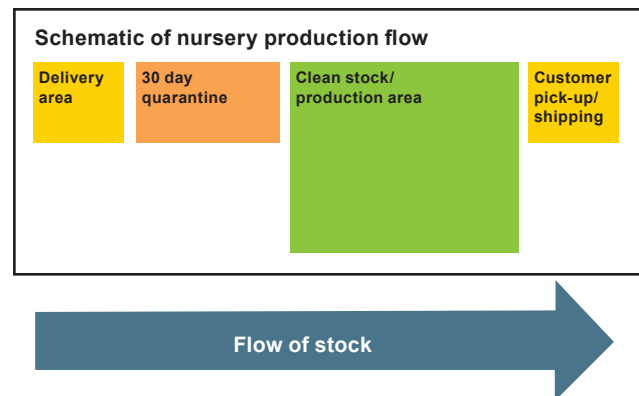 Schematic of nursery production flow
Delivery
area
30 day
quarantine
Clean stock/
production area
Customer
pick-up/
shipping
Flow of stock